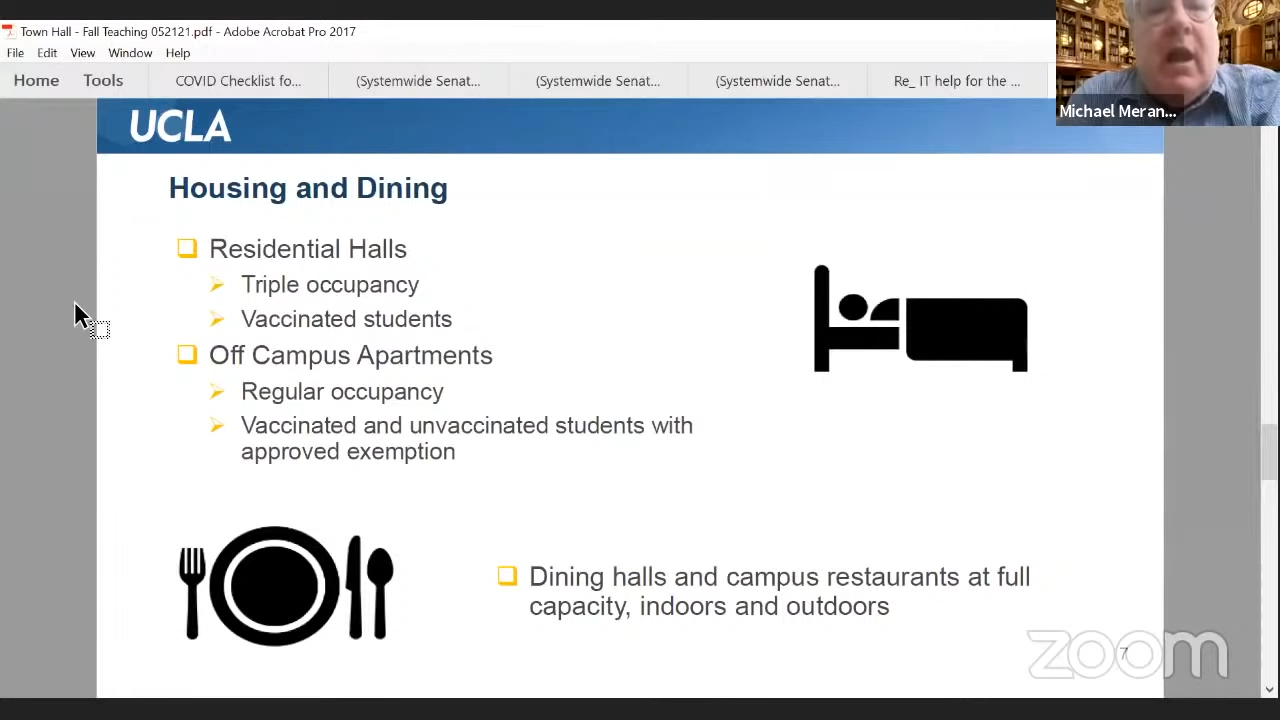 Town Hall - Fall Teaching 052121.pdf - Adobe Acrobat Pro 2017
File Edit View Window Help
Home Tools COVID Checklist fo... (Systemwide Senat... (Systemwide Senat... (Systemwide Senat... Re_ IT help for the ...
Michael Meran...
UCLA
Housing and Dining
Residential Halls
Triple occupancy
Vaccinated students
Off Campus Apartments
Regular occupancy
Vaccinated and unvaccinated students with
approved exemption
Dining halls and campus restaurants at full
capacity, indoors and outdoors
7
zoom